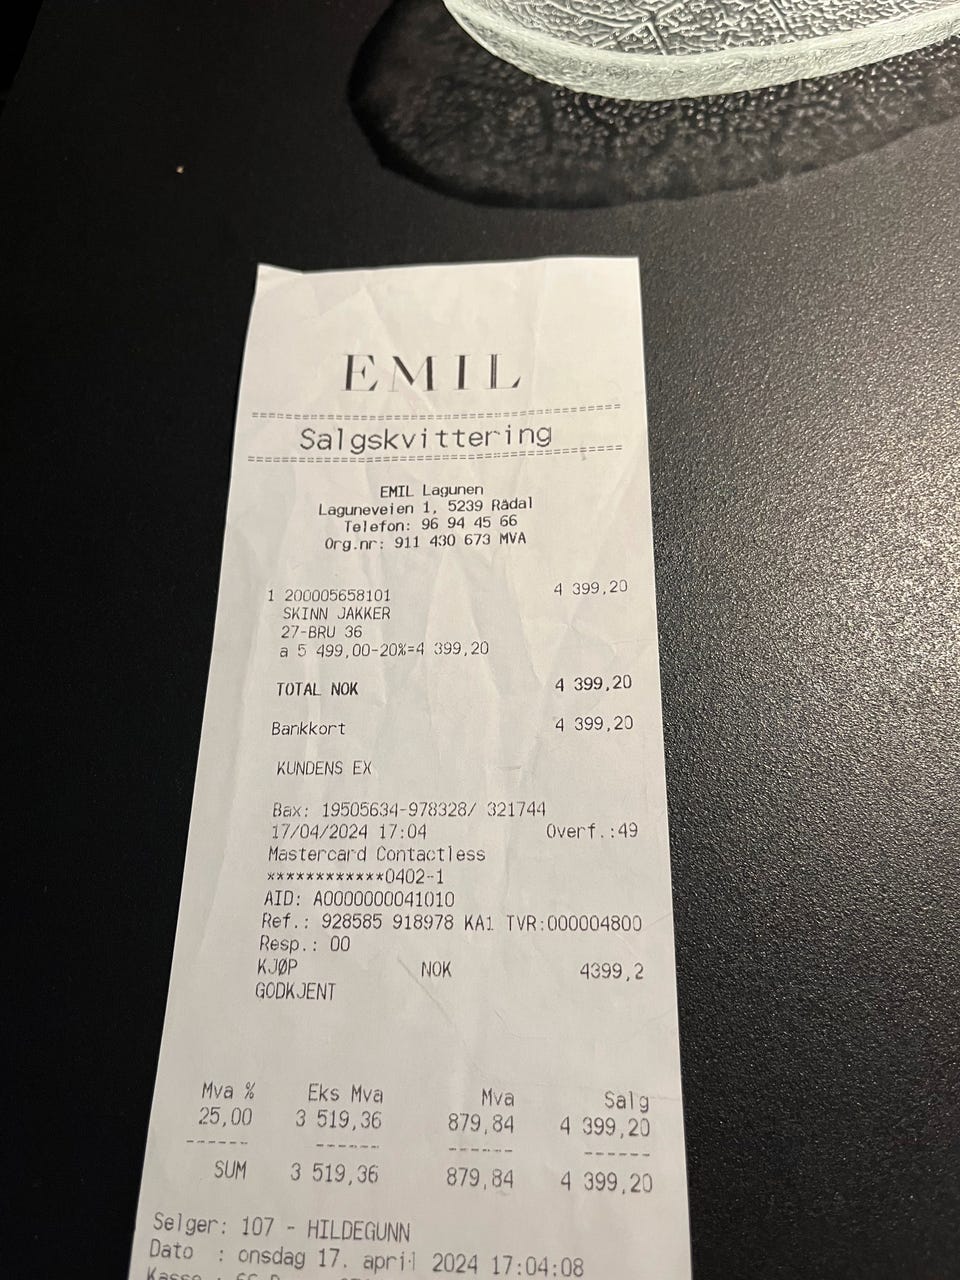 EMIL
=============================================
Salgskvittering
=============================================
EMIL Lagunen
Laguneveien 1, 5239 Rådal
Telefon: 96 94 45 66
Org.nr: 911 430 673 MVA
1 200005658101 4 399,20
SKINN JAKKER
27-BRU 36
a 5 499,00-20%=4 399,20
TOTAL NOK 4 399,20
Bankkort 4 399,20
KUNDENS EX
Bax: 19505634-978328/ 321744
17/04/2024 17:04 Overf.:49
Mastercard Contactless
************0402-1
AID: A0000000041010
Ref.: 928585 918978 KA1 TVR:000004800
Resp.: 00
KJØP NOK 4399,2
GODKJENT
Mva % Eks Mva Mva Salg
25,00 3 519,36 879,84 4 399,20
------ ------ ------ ------
SUM 3 519,36 879,84 4 399,20
Selger: 107 - HILDEGUNN
Dato : onsdag 17. april 2024 17:04:08
Kasse :